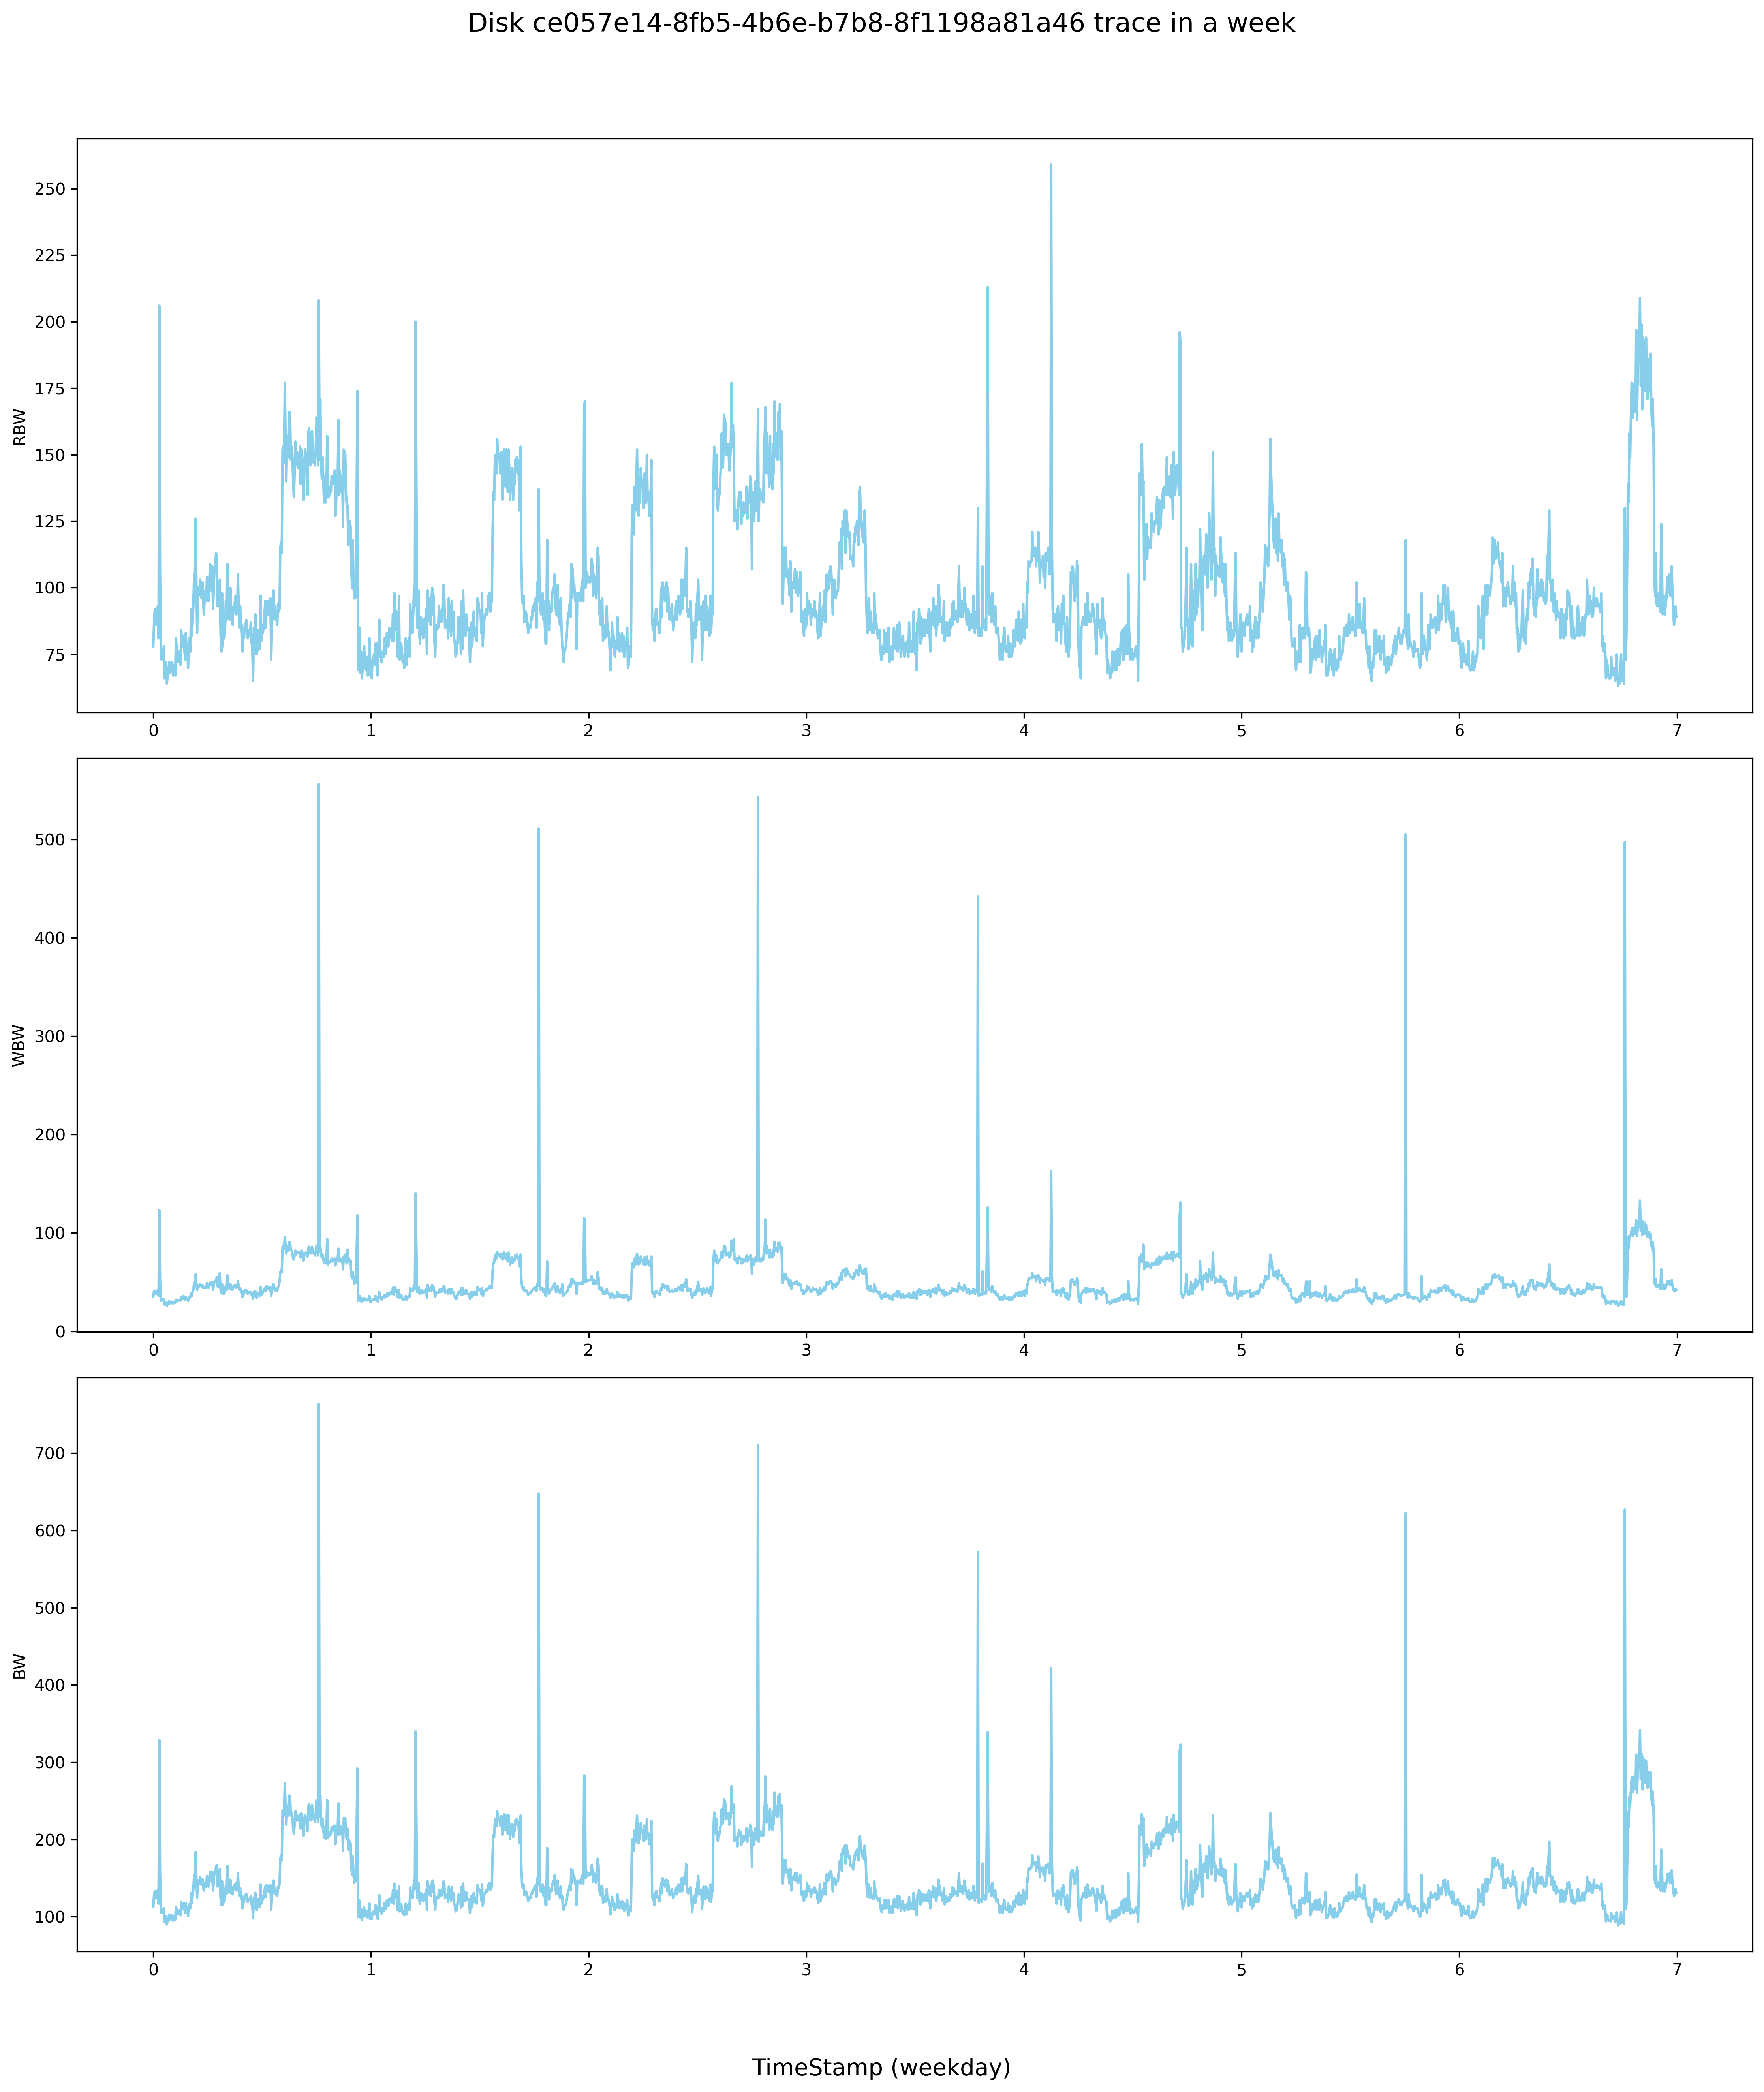 Disk ce057e14-8fb5-4b6e-b7b8-8f1198a81a46 trace in a week
250
225
200
175
150
125
100
75
RBW
0 1 2 3 4 5 6 7
500
400
300
200
100
0
WBW
0 1 2 3 4 5 6 7
700
600
500
400
300
200
100
BW
0 1 2 3 4 5 6 7
TimeStamp (weekday)